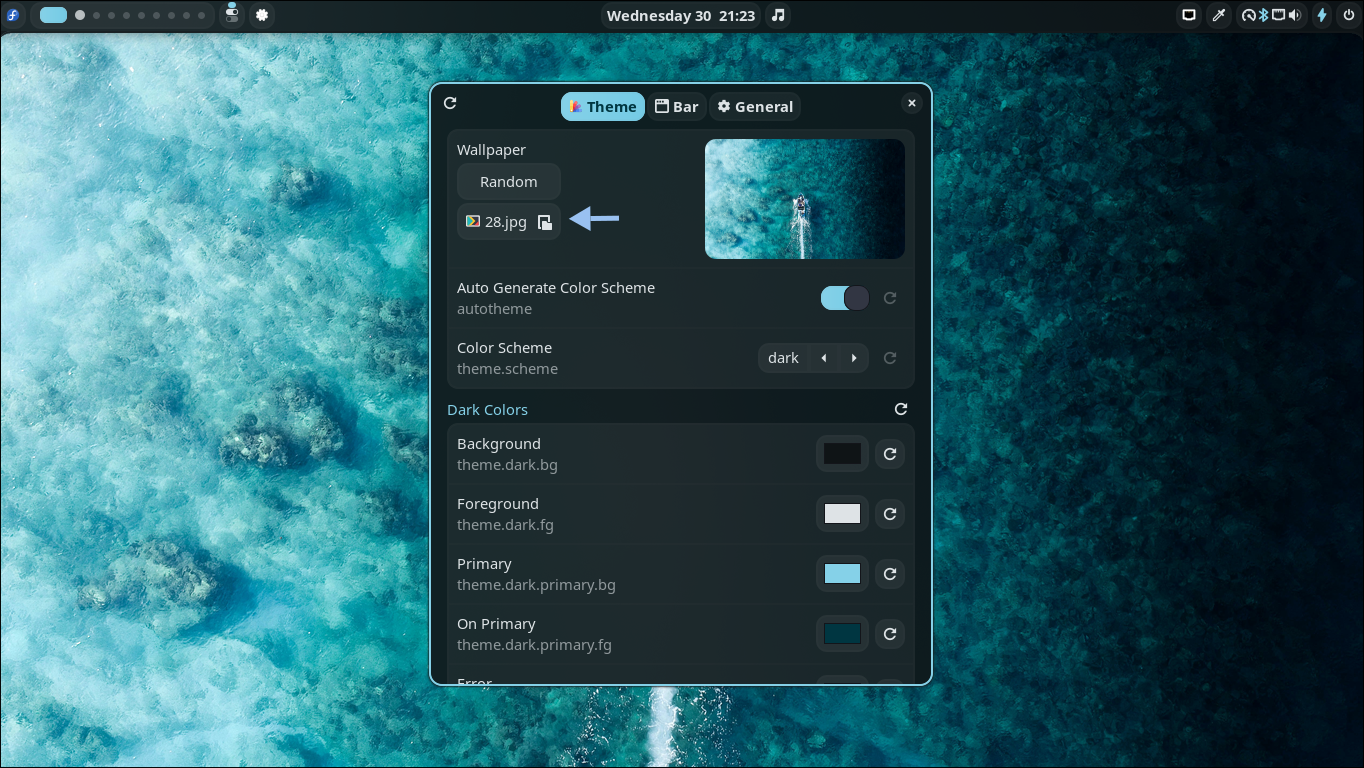 Wednesday 30 21:23
Theme
Bar
General
Wallpaper
Random
28.jpg
Auto Generate Color Scheme
autotheme
Color Scheme
theme.scheme
dark
Dark Colors
Background
theme.dark.bg
Foreground
theme.dark.fg
Primary
theme.dark.primary.bg
On Primary
theme.dark.primary.fg
Error